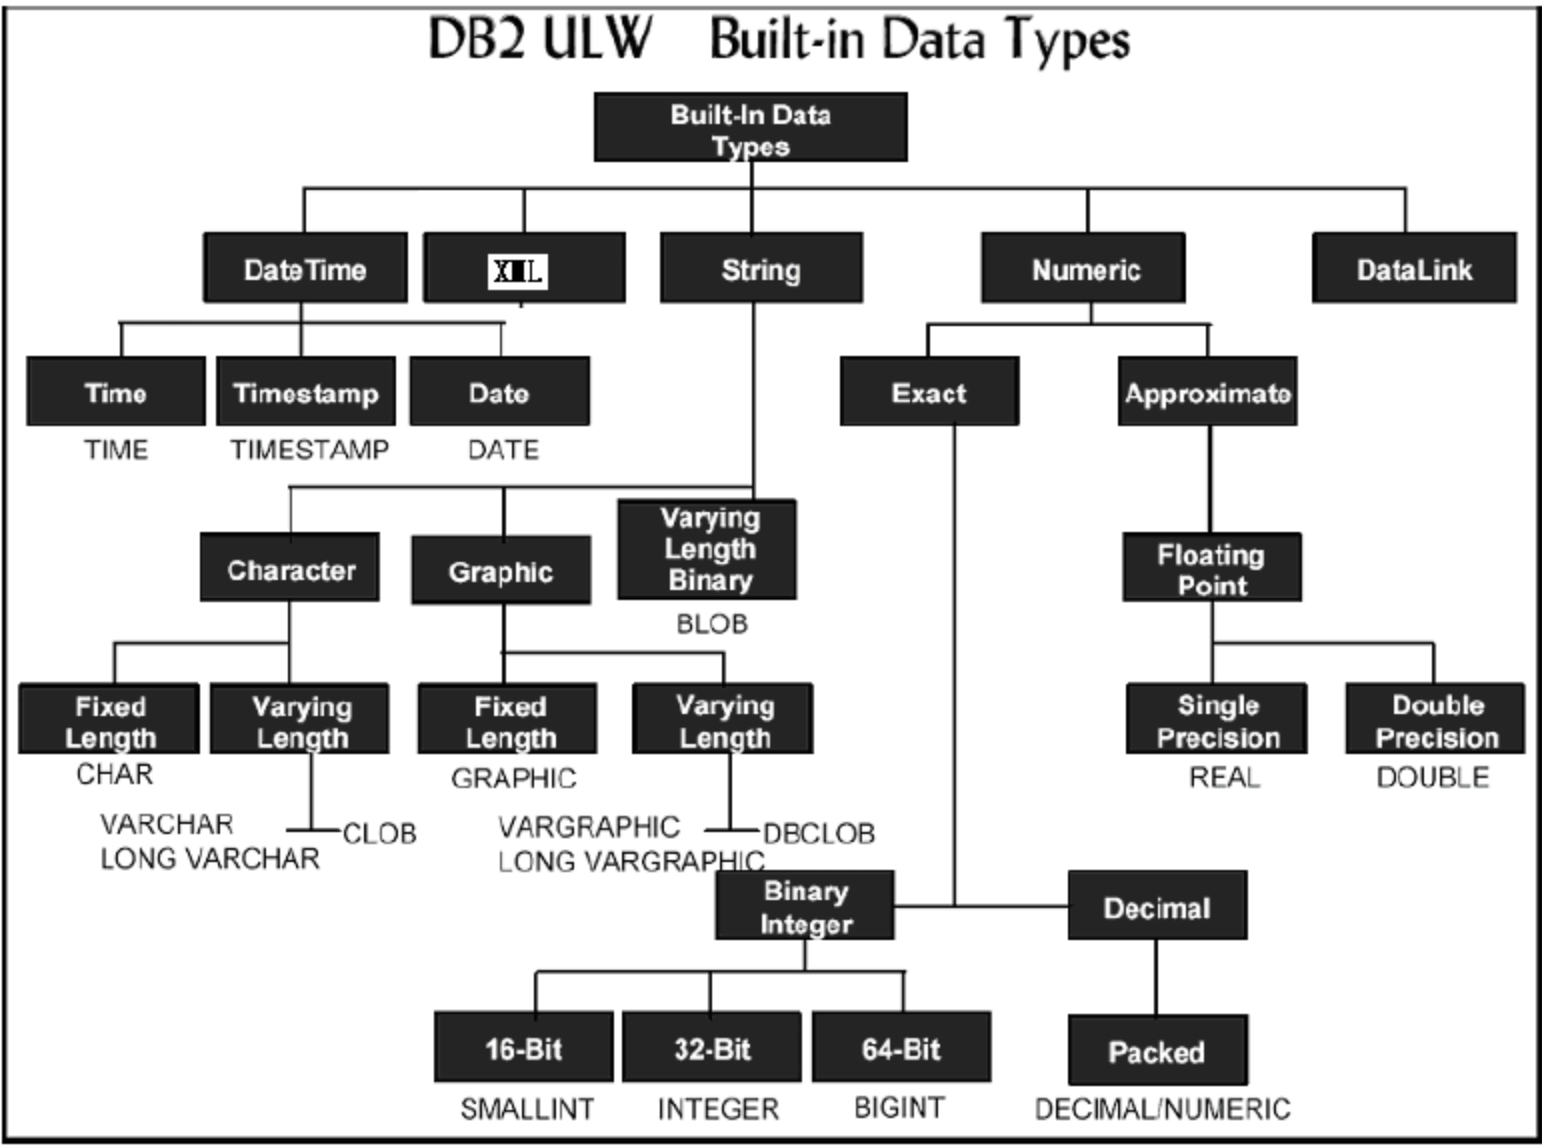 DB2 ULW Built-in Data Types
Built-In Data
Types
DateTime
XML
String
Numeric
DataLink
Time
Timestamp
Date
Exact
Approximate
TIME
TIMESTAMP
DATE
Character
Graphic
Varying
Length
Binary
BLOB
Floating
Point
Fixed
Length
CHAR
Varying
Length
VARCHAR
LONG VARCHAR
CLOB
Fixed
Length
GRAPHIC
Varying
Length
VARGRAPHIC
LONG VARGRAPHIC
DBCLOB
Single
Precision
REAL
Double
Precision
DOUBLE
Binary
Integer
Decimal
16-Bit
32-Bit
64-Bit
Packed
SMALLINT
INTEGER
BIGINT
DECIMAL/NUMERIC